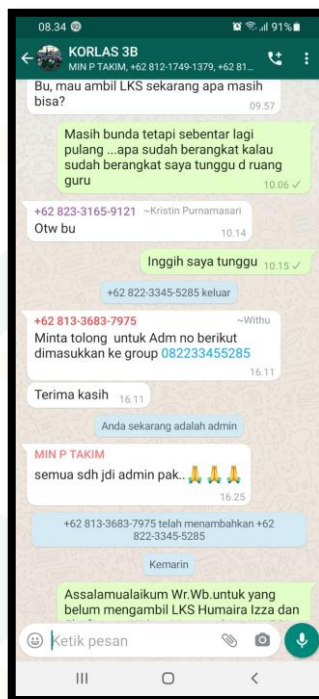 08.34 91%
KORLAS 3B
MIN P TAKIM, +62 812-1749-1379, +62 81...
Bu, mau ambil LKS sekarang apa masih
bisa?
09.57
Masih bunda tetapi sebentar lagi
pulang ...apa sudah berangkat kalau
sudah berangkat saya tunggu d ruang
guru
10.06
+62 823-3165-9121 ~Kristin Purnamasari
Otw bu
10.14
Inggih saya tunggu 10.15
+62 822-3345-5285 keluar
+62 813-3683-7975 ~Withu
Minta tolong untuk Adm no berikut
dimasukkan ke group 082233455285
16.11
Terima kasih 16.11
Anda sekarang adalah admin
MIN P TAKIM
semua sdh jdi admin pak..
16.25
+62 813-3683-7975 telah menambahkan +62
822-3345-5285
Kemarin
Assalamualaikum Wr.Wb.untuk yang
belum mengambil LKS Humaira Izza dan
Ketik pesan